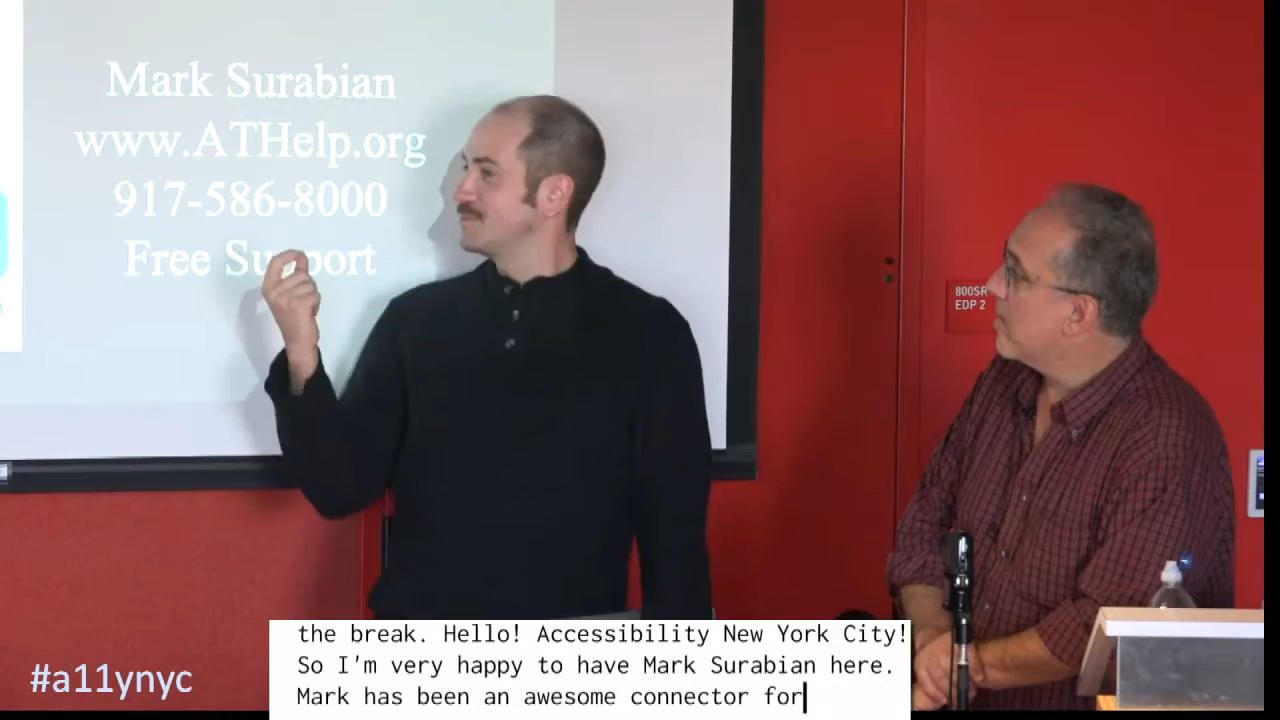 Mark Surabian
www.ATHelp.org
917-586-8000
Free Support
800SR
EDP 2
the break. Hello! Accessibility New York City!
So I'm very happy to have Mark Surabian here.
Mark has been an awesome connector for
#a11ynyc